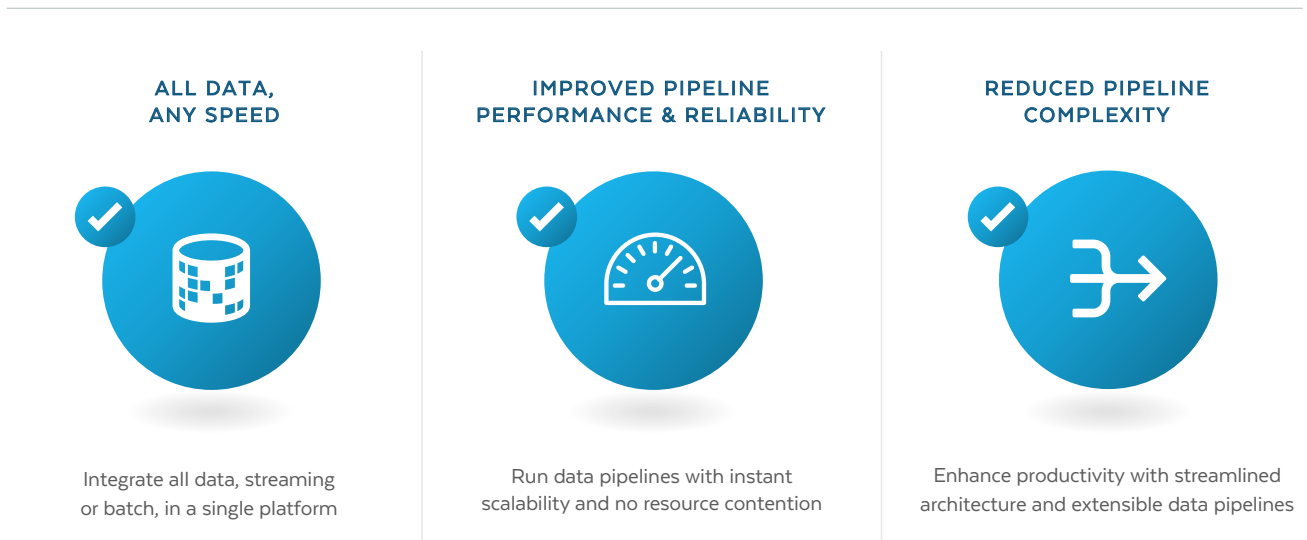 ALL DATA,
ANY SPEED
Integrate all data, streaming
or batch, in a single platform
IMPROVED PIPELINE
PERFORMANCE & RELIABILITY
Run data pipelines with instant
scalability and no resource contention
REDUCED PIPELINE
COMPLEXITY
Enhance productivity with streamlined
architecture and extensible data pipelines